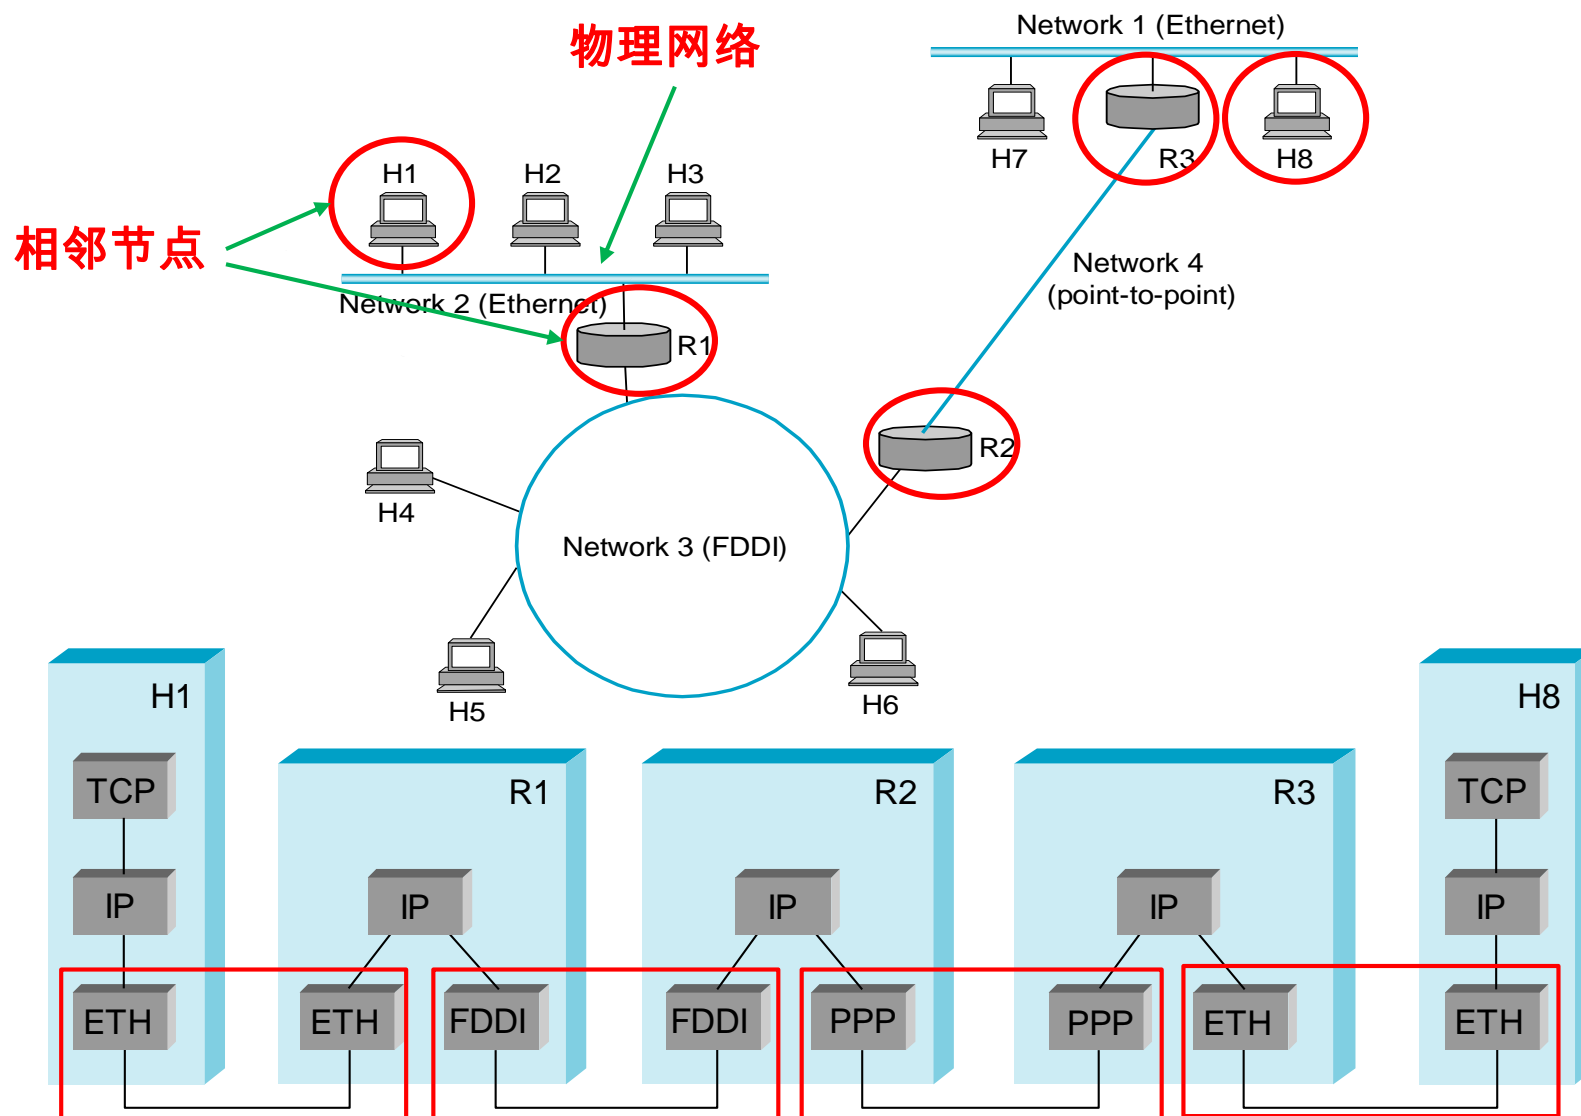 Network 1 (Ethernet)
物理网络
H7
R3
H8
H1
H2
H3
相邻节点
Network 2 (Ethernet)
R1
Network 4
(point-to-point)
R2
H4
Network 3 (FDDI)
H5
H6
H1
R1
R2
R3
H8
TCP
TCP
IP
IP
IP
IP
IP
ETH
ETH
FDDI
FDDI
PPP
PPP
ETH
ETH